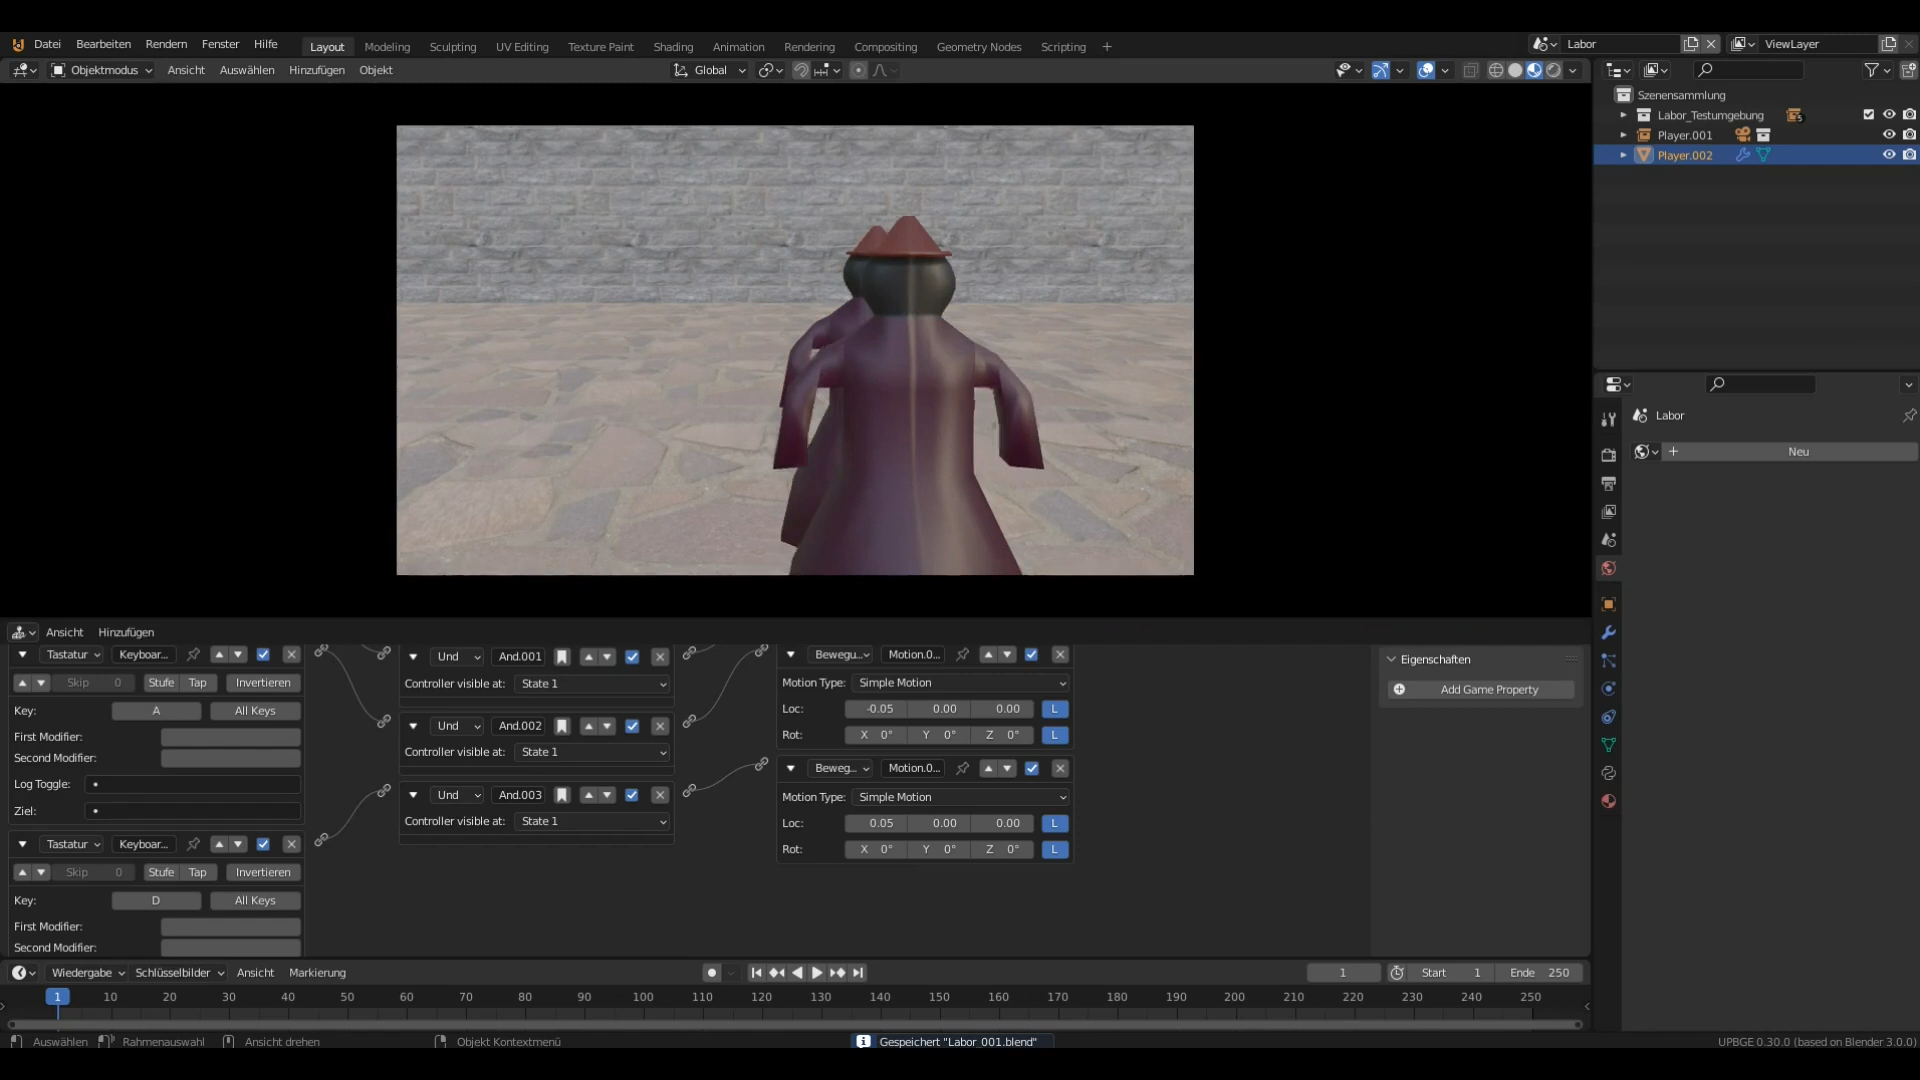 Datei Bearbeiten Rendern Fenster Hilfe Layout Modeling Sculpting UV Editing Texture Paint Shading Animation Rendering Compositing Geometry Nodes Scripting + Labor ViewLayer
Objektmodus Ansicht Auswählen Hinzufügen Objekt Global
Szenensammlung
Labor_Testumgebung 5
Player.001
Player.002
Labor
+ Neu
Ansicht Hinzufügen
Tastatur Keyboar...
Skip 0 Stufe Tap Invertieren
Key: A All Keys
First Modifier:
Second Modifier:
Log Toggle:
Ziel:
Tastatur Keyboar...
Skip 0 Stufe Tap Invertieren
Key: D All Keys
First Modifier:
Second Modifier:
Und And.001
Controller visible at: State 1
Und And.002
Controller visible at: State 1
Und And.003
Controller visible at: State 1
Bewegu... Motion.0...
Motion Type: Simple Motion
Loc: -0.05 0.00 0.00 L
Rot: X 0° Y 0° Z 0° L
Beweg... Motion.0...
Motion Type: Simple Motion
Loc: 0.05 0.00 0.00 L
Rot: X 0° Y 0° Z 0° L
Eigenschaften
Add Game Property
Wiedergabe Schlüsselbilder Ansicht Markierung 1 Start 1 Ende 250
1 10 20 30 40 50 60 70 80 90 100 110 120 130 140 150 160 170 180 190 200 210 220 230 240 250
Auswählen Rahmenauswahl Ansicht drehen Objekt Kontextmenü Gespeichert "Labor_001.blend" UPBGE 0.30.0 (based on Blender 3.0.0)